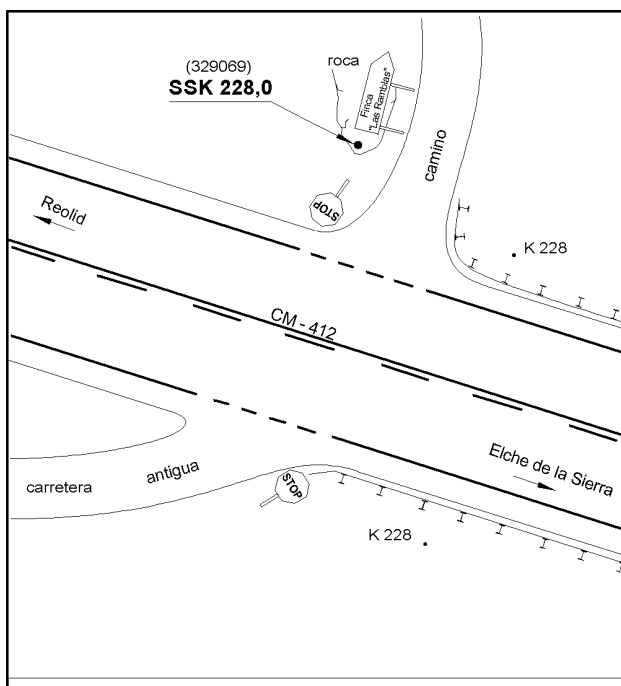 (329069)
SSK 228,0
roca
Finca
"Las Ramblas"
camino
STOP
Reolid
K 228
CM - 412
Elche de la Sierra
antigua
carretera
STOP
K 228